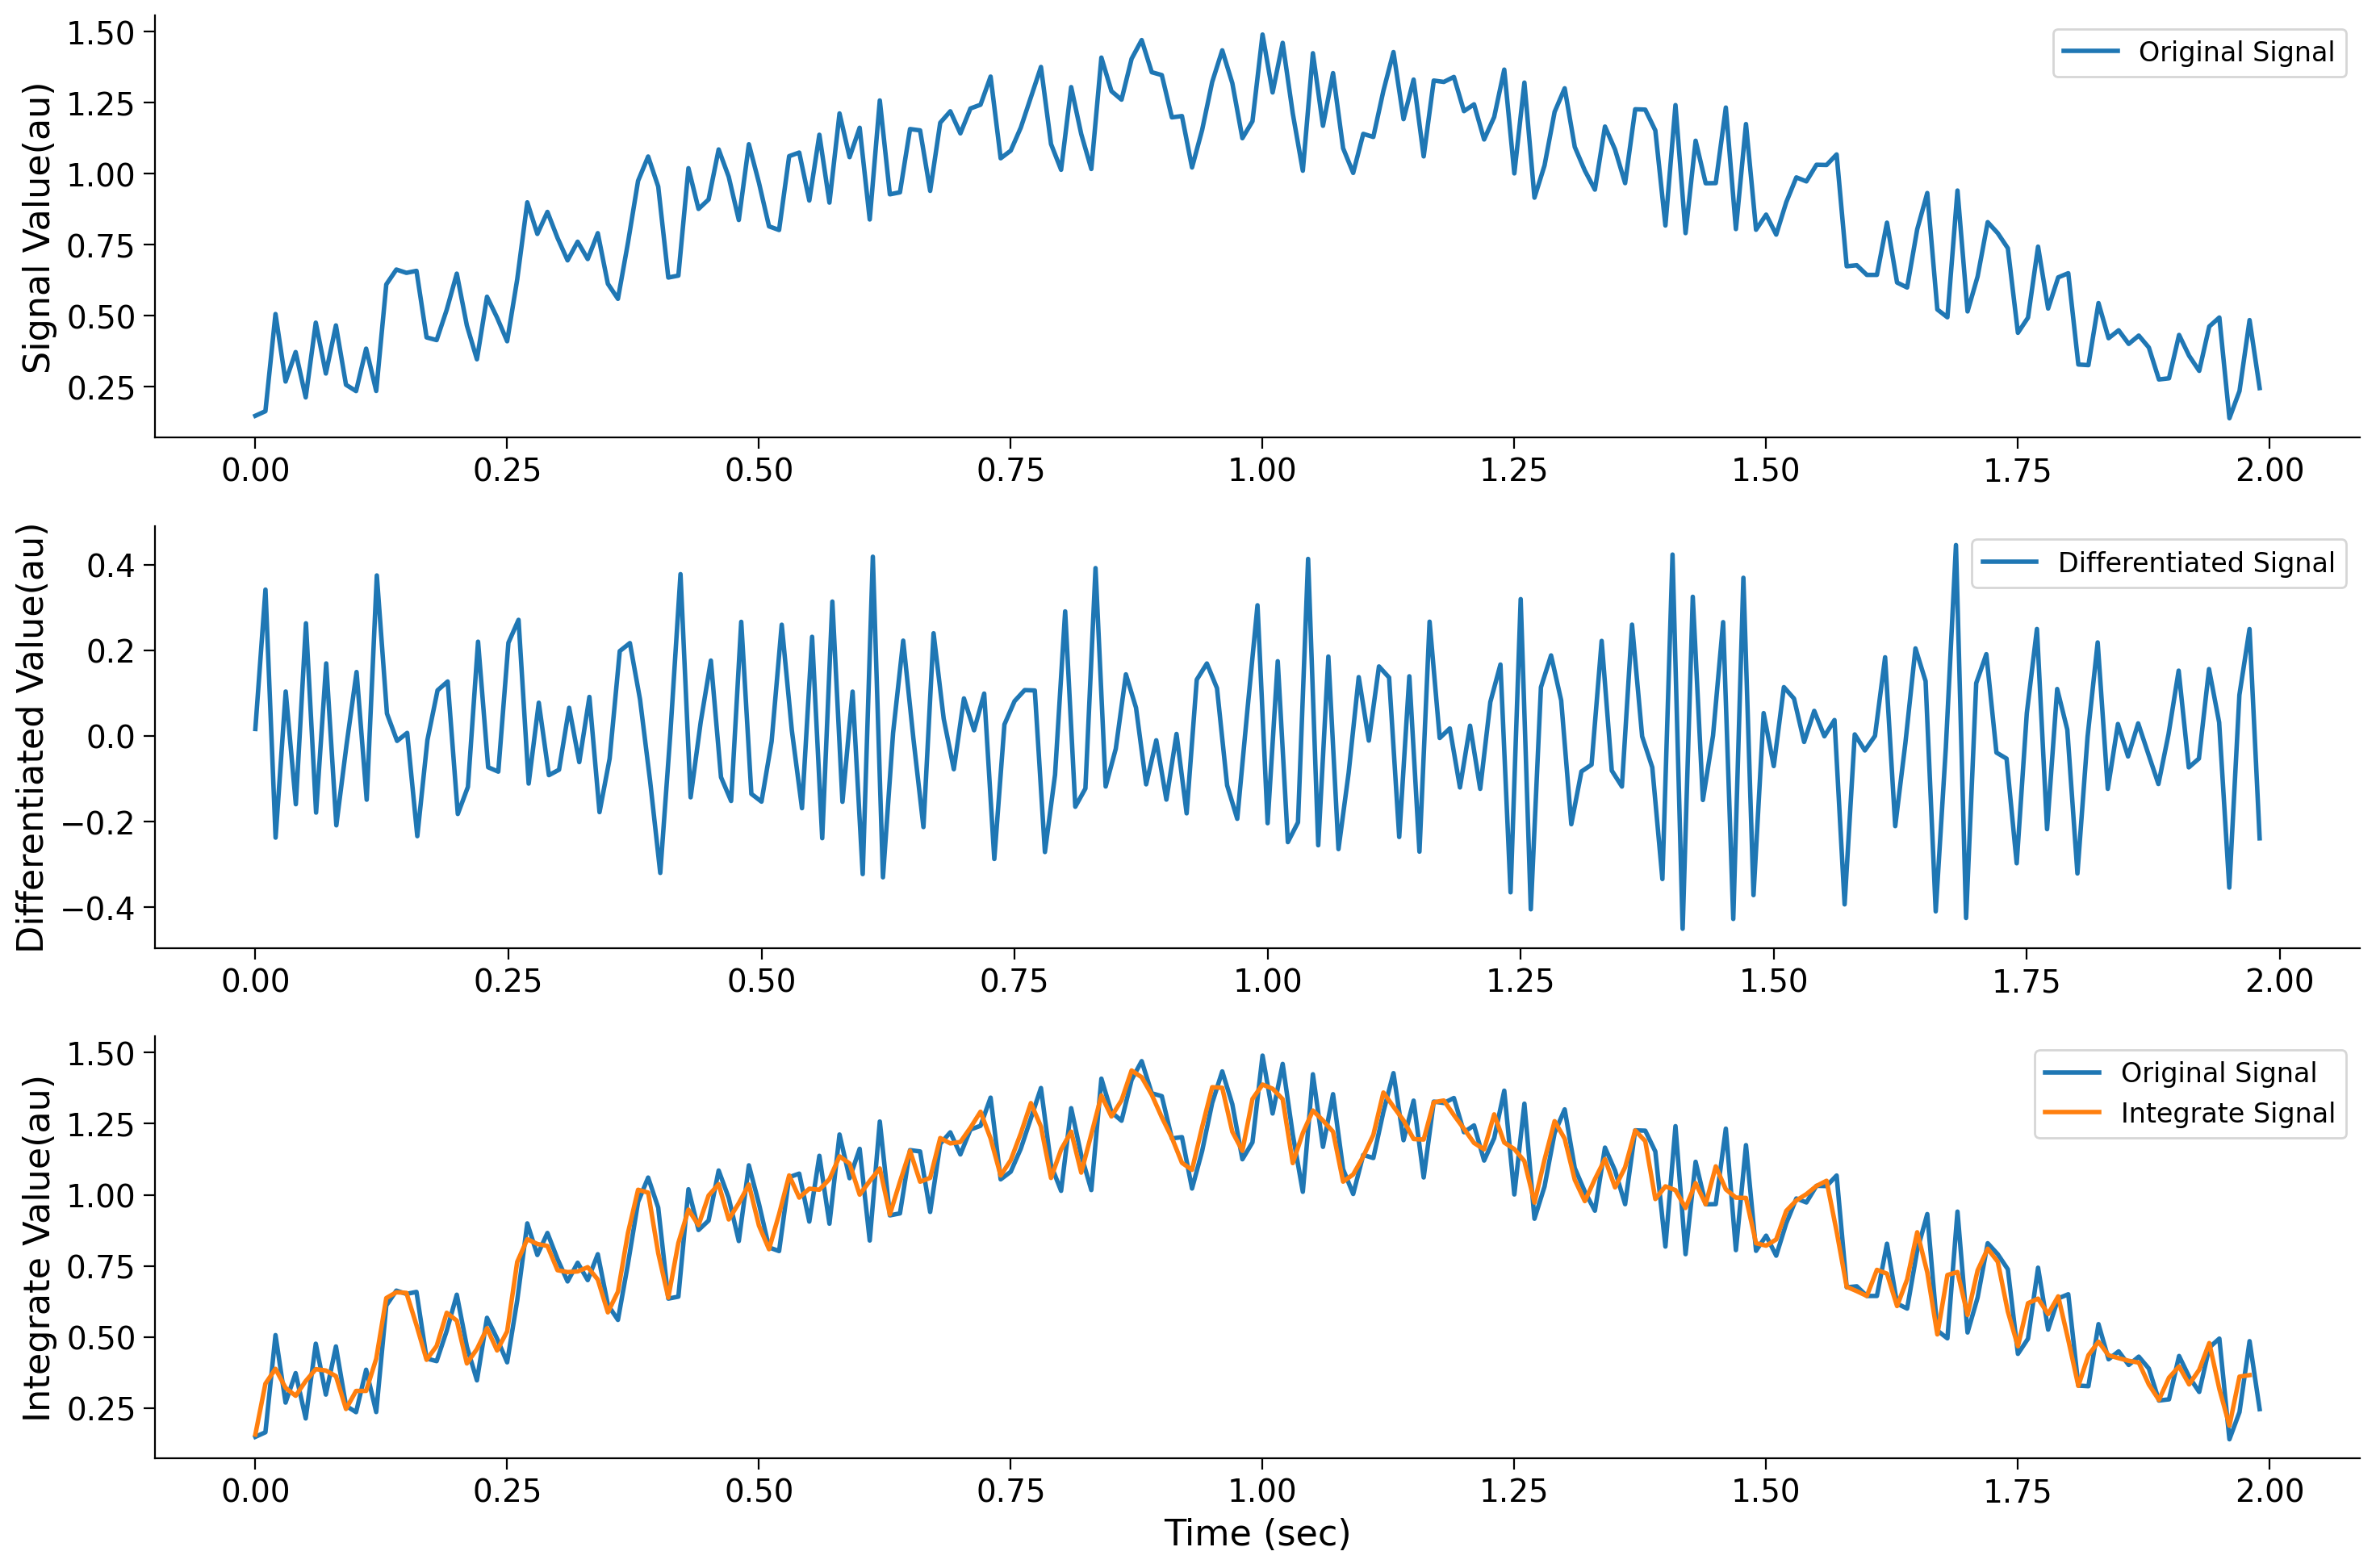 Signal Value(au)
1.50
1.25
1.00
0.75
0.50
0.25
Original Signal
0.00 0.25 0.50 0.75 1.00 1.25 1.50 1.75 2.00
Differentiated Value(au)
0.4
0.2
0.0
−0.2
−0.4
Differentiated Signal
0.00 0.25 0.50 0.75 1.00 1.25 1.50 1.75 2.00
Integrate Value(au)
1.50
1.25
1.00
0.75
0.50
0.25
Original Signal
Integrate Signal
0.00 0.25 0.50 0.75 1.00 1.25 1.50 1.75 2.00
Time (sec)